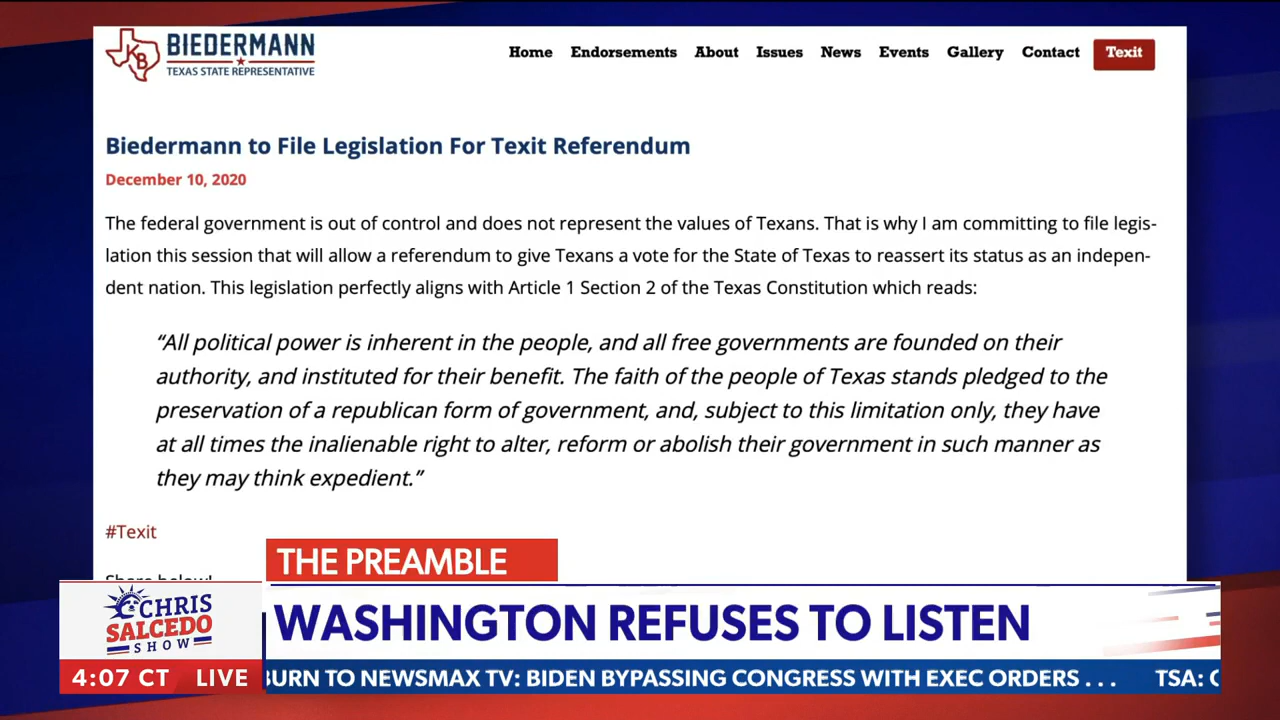 BIEDERMANN
TEXAS STATE REPRESENTATIVE
Home Endorsements About Issues News Events Gallery Contact Texit
Biedermann to File Legislation For Texit Referendum
December 10, 2020
The federal government is out of control and does not represent the values of Texans. That is why I am committing to file legis-
lation this session that will allow a referendum to give Texans a vote for the State of Texas to reassert its status as an indepen-
dent nation. This legislation perfectly aligns with Article 1 Section 2 of the Texas Constitution which reads:
“All political power is inherent in the people, and all free governments are founded on their
authority, and instituted for their benefit. The faith of the people of Texas stands pledged to the
preservation of a republican form of government, and, subject to this limitation only, they have
at all times the inalienable right to alter, reform or abolish their government in such manner as
they may think expedient.”
#Texit
Share below!
THE PREAMBLE
CHRIS
SALCEDO
SHOW
WASHINGTON REFUSES TO LISTEN
4:07 CT LIVE
BURN TO NEWSMAX TV: BIDEN BYPASSING CONGRESS WITH EXEC ORDERS . . . TSA: